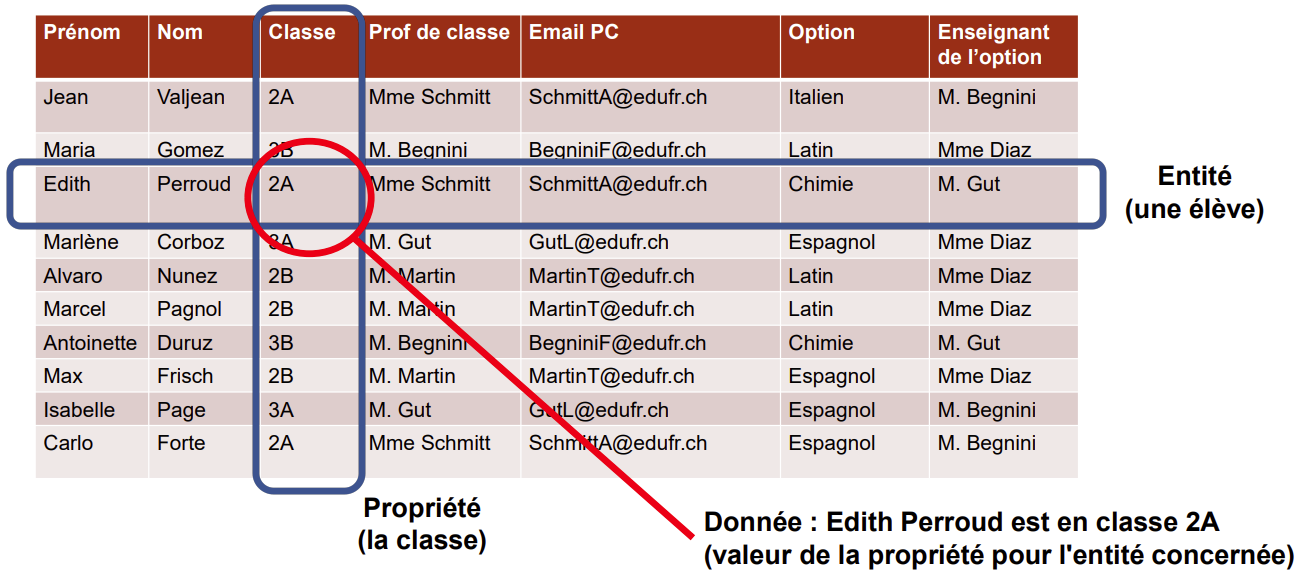 Prénom Nom Classe Prof de classe Email PC Option Enseignant
de l’option
Jean Valjean 2A Mme Schmitt SchmittA@edufr.ch Italien M. Begnini
Maria Gomez 3B M. Begnini BegniniF@edufr.ch Latin Mme Diaz
Edith Perroud 2A Mme Schmitt SchmittA@edufr.ch Chimie M. Gut
Entité
(une élève)
Marlène Corboz 3A M. Gut GutL@edufr.ch Espagnol Mme Diaz
Alvaro Nunez 2B M. Martin MartinT@edufr.ch Latin Mme Diaz
Marcel Pagnol 2B M. Martin MartinT@edufr.ch Latin Mme Diaz
Antoinette Duruz 3B M. Begnini BegniniF@edufr.ch Chimie M. Gut
Max Frisch 2B M. Martin MartinT@edufr.ch Espagnol Mme Diaz
Isabelle Page 3A M. Gut GutL@edufr.ch Espagnol M. Begnini
Carlo Forte 2A Mme Schmitt SchmittA@edufr.ch Espagnol M. Begnini
Propriété
(la classe)
Donnée : Edith Perroud est en classe 2A
(valeur de la propriété pour l'entité concernée)